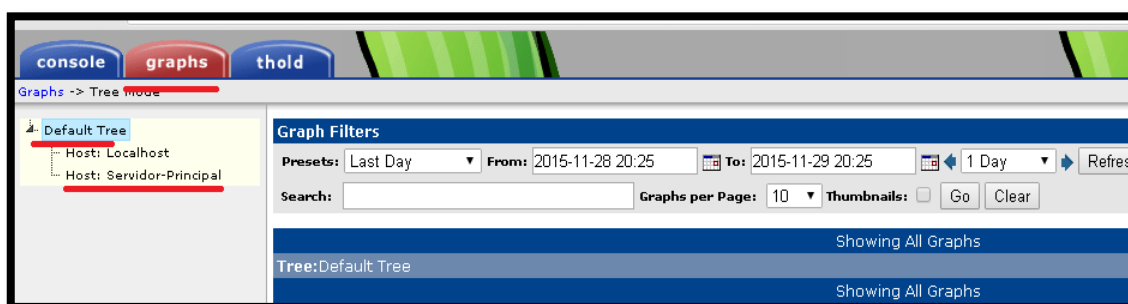 console graphs thold
Graphs -> Tree Mode
Default Tree
Host: Localhost
Host: Servidor-Principal
Graph Filters
Presets: Last Day From: 2015-11-28 20:25 To: 2015-11-29 20:25 1 Day Refres
Search: Graphs per Page: 10 Thumbnails: Go Clear
Showing All Graphs
Tree:Default Tree
Showing All Graphs